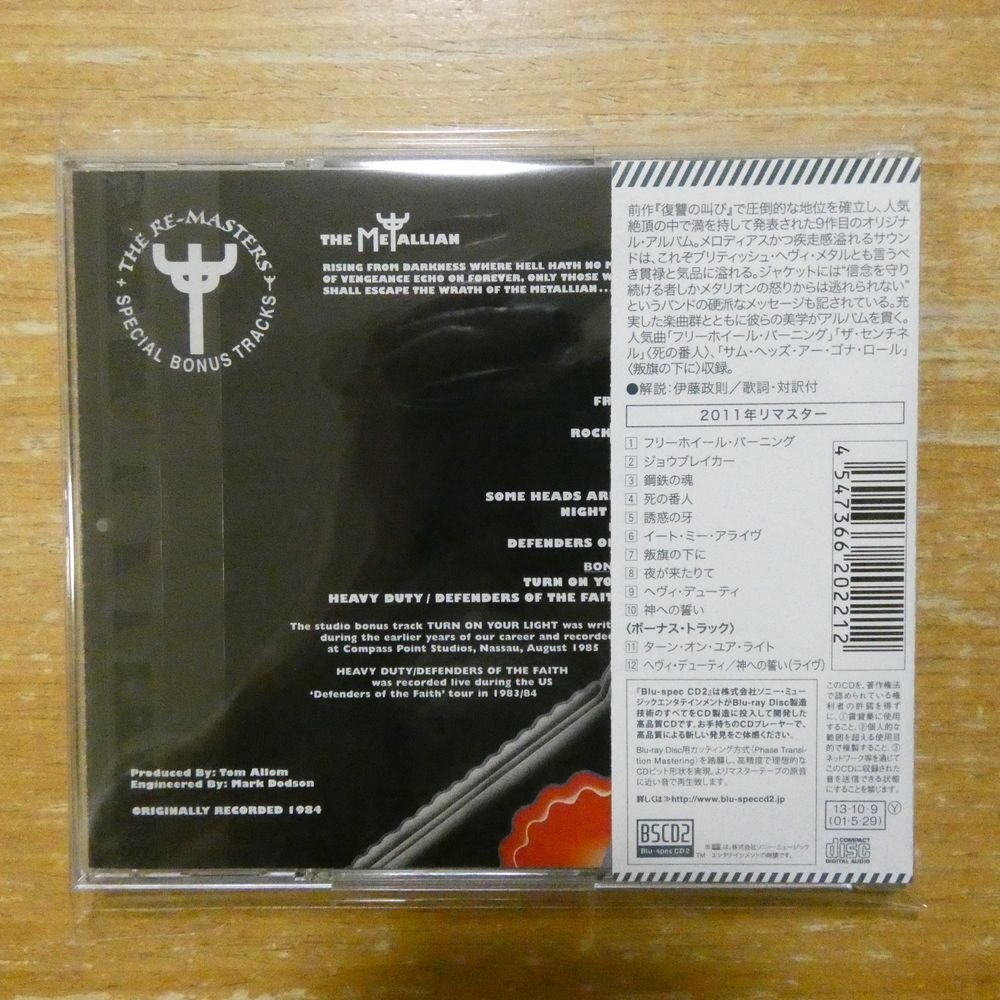 THE RE-MASTERS
SPECIAL BONUS TRACKS
THE METALLIAN
RISING FROM DARKNESS WHERE HELL HATH NO M
OF VENGEANCE ECHO ON FOREVER, ONLY THOSE W
SHALL ESCAPE THE WRATH OF THE METALLIAN . . .
FR
ROCK
SOME HEADS ARE
NIGHT
DEFENDERS O
BON
TURN ON YO
HEAVY DUTY / DEFENDERS OF THE FAIT
The studio bonus track TURN ON YOUR LIGHT was writ
during the earlier years of our career and recorded
at Compass Point Studios, Nassau, August 1985
HEAVY DUTY/DEFENDERS OF THE FAITH
was recorded live during the US
'Defenders of the Faith' tour in 1983/84
Produced By: Tom Allom
Engineered By: Mark Dodson
ORIGINALLY RECORDED 1984
前作『復讐の叫び』で圧倒的な地位を確立し、人気
絶頂の中で満を持して発表された9作目のオリジナ
ル・アルバム。メロディアスかつ疾走感溢れるサウン
ドは、これぞブリティッシュ・ヘヴィ・メタルとも言うべ
き貫禄と気品に溢れる。ジャケットには"信念を守り
続ける者しかメタリオンの怒りからは逃れられない"
というバンドの硬派なメッセージも記されている。充
実した楽曲群とともに彼らの美学がアルバムを貫く。
人気曲「フリーホイール・バーニング」「ザ・センチネ
ル」〈死の番人〉、「サム・ヘッズ・アー・ゴナ・ロール」
〈叛旗の下に〉収録。
●解説:伊藤政則/歌詞・対訳付
2011年リマスター
1 フリーホイール・バーニング
2 ジョウブレイカー
3 鋼鉄の魂
4 死の番人
5 誘惑の牙
6 イート・ミー・アライヴ
7 叛旗の下に
8 夜が来たりて
9 ヘヴィ・デューティ
10 神への誓い
〈ボーナス・トラック〉
11 ターン・オン・ユア・ライト
12 ヘヴィ・デューティ/神への誓い(ライヴ)
4 547366 202212
『Blu-spec CD2』は株式会社ソニー・ミュー
ジックエンタテインメントがBlu-ray Disc製造
技術のすべてをCD製造に投入して開発した
高品質CDです。お手持ちのCDプレーヤーで、
高品質による新しい発見をご体感ください。
Blu-ray Disc用カッティング方式(Phase Transi-
tion Mastering)を踏襲し、高精度で理想的な
CDピット形状を実現。よりマスターテープの原音
に近い音で再生致します。
詳しくは≫http://www.blu-speccd2.jp
BSCD2
Blu-spec CD2
TM
は、株式会社ソニー・ミュージック
エンタテインメントの商標です。
このCDを、著作権法
で認められている権
利者の許諾を得ず
に、①賃貸業に使用
すること、②個人的な
範囲を超える使用目
的で複製すること、③
ネットワーク等を通じて
このCDに収録された
音を送信できる状態
にすることを禁じます。
13・10・9
(01・5・29)
Y
COMPACT
disc
DIGITAL AUDIO